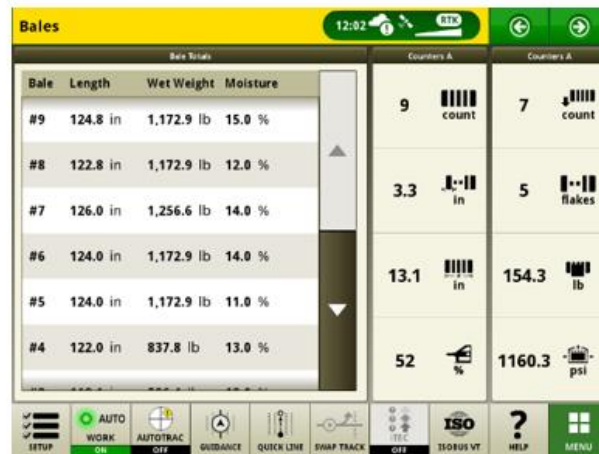 Bales
12:02
RTK
Bale Totals
Counters A
Counters A
Bale Length Wet Weight Moisture
#9 124.8 in 1,172.9 lb 15.0 %
#8 122.8 in 1,172.9 lb 12.0 %
#7 126.0 in 1,256.6 lb 14.0 %
#6 124.0 in 1,172.9 lb 14.0 %
#5 124.0 in 1,172.9 lb 11.0 %
#4 122.0 in 837.8 lb 13.0 %
9 count
3.3 in
13.1 in
52 %
7 count
5 flakes
154.3 lb
1160.3 psi
SETUP
AUTO
WORK
ON
AUTOTRAC
OFF
GUIDANCE
QUICK LINE
SWAP TRACK
iTEC
OFF
ISO
ISOBUS VT
?
HELP
MENU